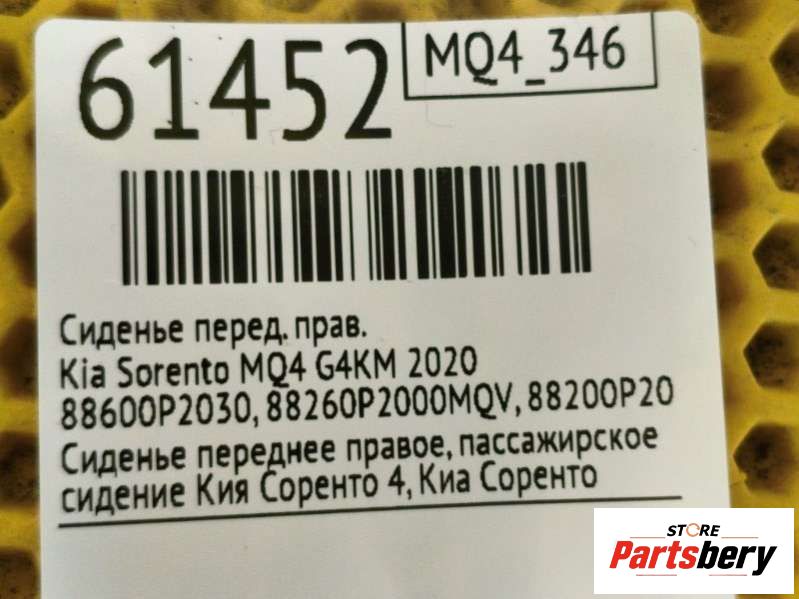 61452
MQ4_346
Сиденье перед. прав.
Kia Sorento MQ4 G4KM 2020
88600P2030, 88260P2000MQV, 88200P20
Сиденье переднее правое, пассажирское
сидение Кия Соренто 4, Киа Соренто
STORE
Partsbery